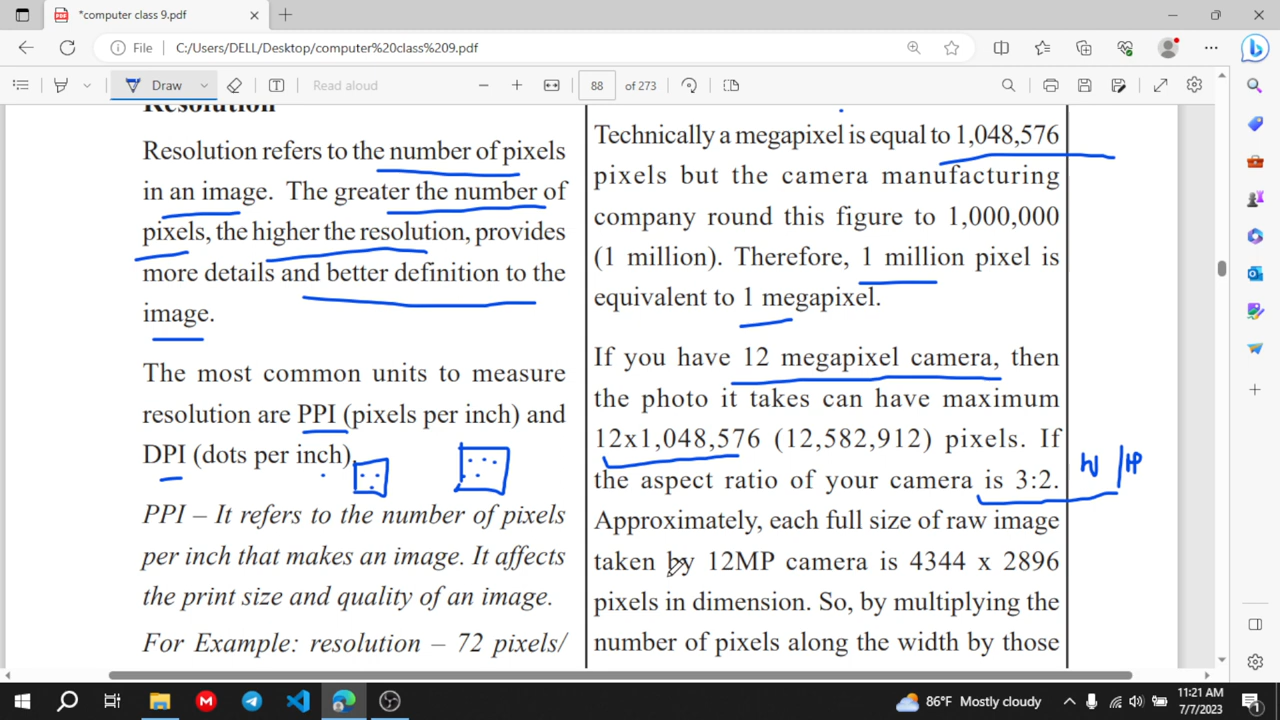 *computer class 9.pdf
File
C:/Users/DELL/Desktop/computer%20class%209.pdf
Draw
Read aloud
88
of 273
Resolution
Resolution refers to the number of pixels
in an image. The greater the number of
pixels, the higher the resolution, provides
more details and better definition to the
image.
The most common units to measure
resolution are PPI (pixels per inch) and
DPI (dots per inch).
PPI – It refers to the number of pixels
per inch that makes an image. It affects
the print size and quality of an image.
For Example: resolution – 72 pixels/
Technically a megapixel is equal to 1,048,576
pixels but the camera manufacturing
company round this figure to 1,000,000
(1 million). Therefore, 1 million pixel is
equivalent to 1 megapixel.
If you have 12 megapixel camera, then
the photo it takes can have maximum
12x1,048,576 (12,582,912) pixels. If
the aspect ratio of your camera is 3:2.
Approximately, each full size of raw image
taken by 12MP camera is 4344 x 2896
pixels in dimension. So, by multiplying the
number of pixels along the width by those
86°F Mostly cloudy
11:21 AM
7/7/2023